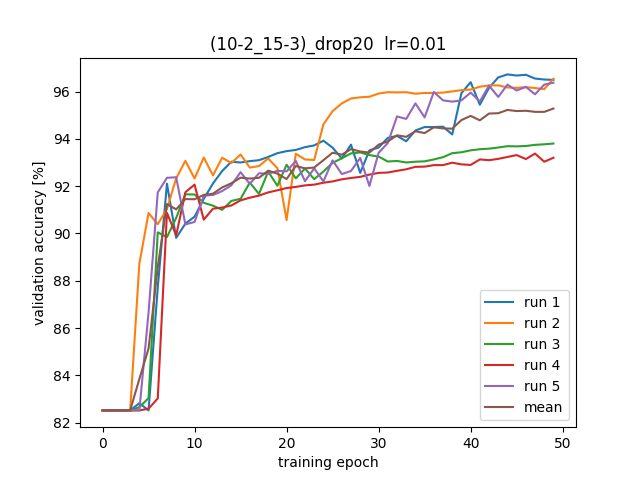 (10-2_15-3)_drop20  lr=0.01
validation accuracy [%]
96
94
92
90
88
86
84
82
0
10
20
30
40
50
training epoch
run 1
run 2
run 3
run 4
run 5
mean